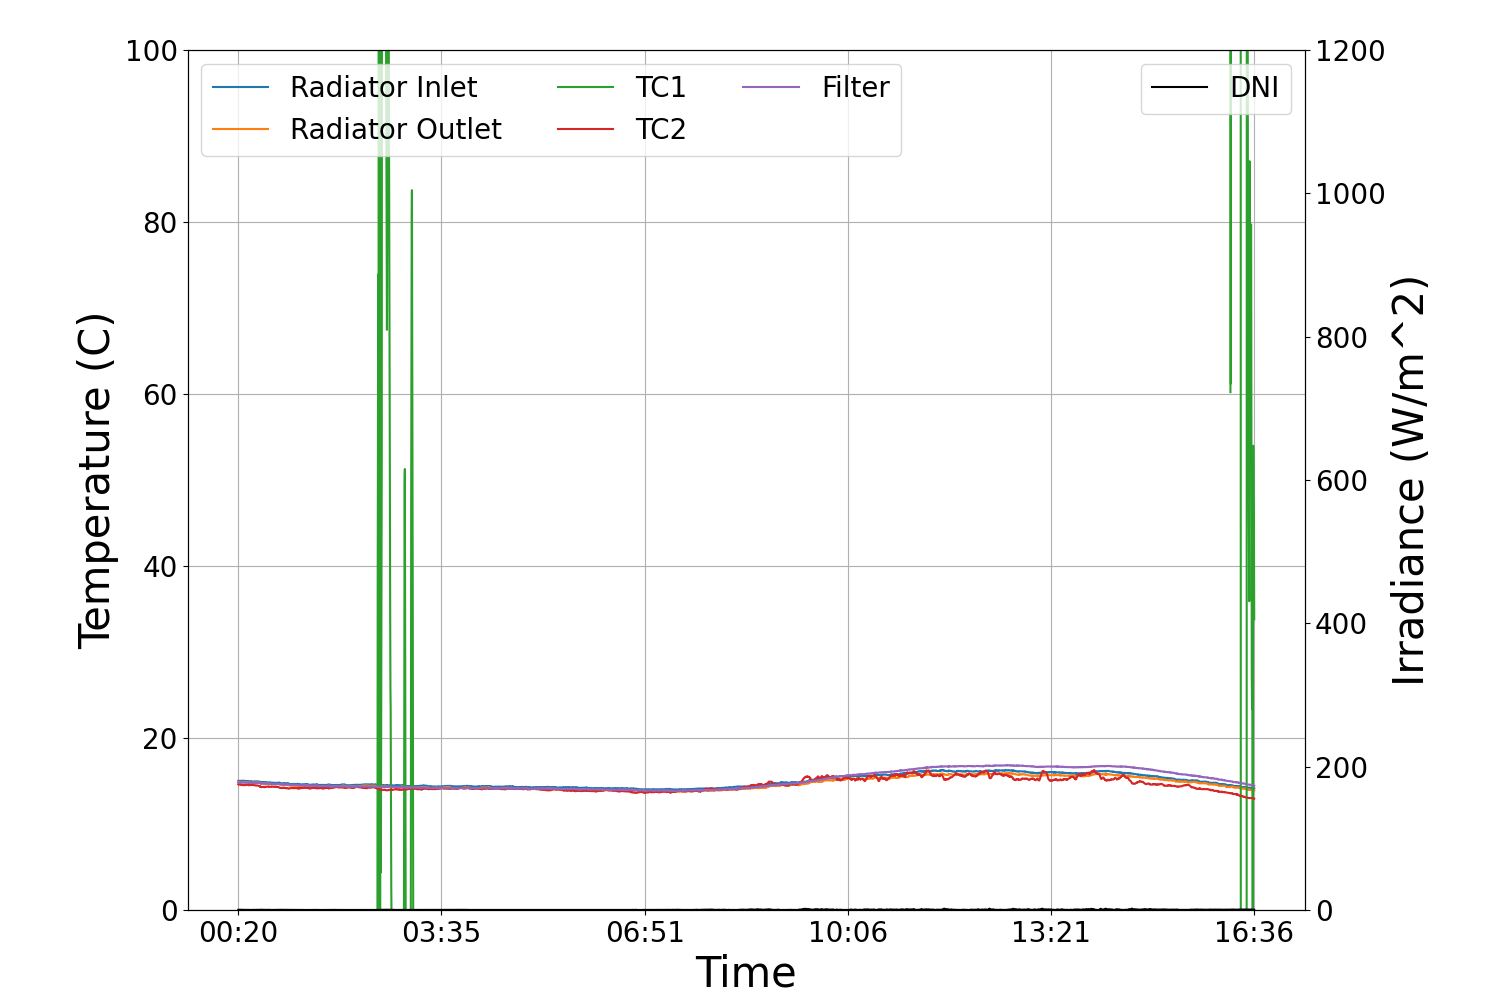 100
80
60
40
20
0
Temperature (C)
Radiator Inlet
Radiator Outlet
TC1
TC2
Filter
DNI
1200
1000
800
600
400
200
0
Irradiance (W/m^2)
00:20 03:35 06:51 10:06 13:21 16:36
Time